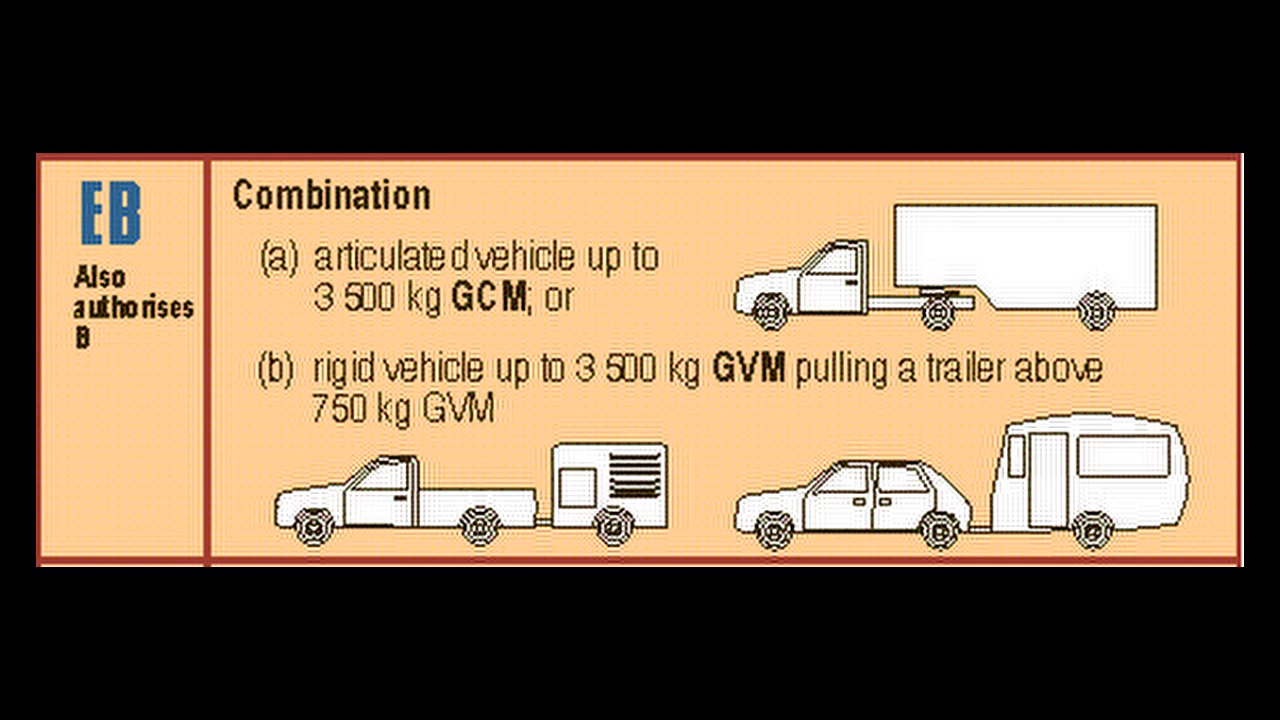 EB
Also
authorises
B
Combination
(a) articulated vehicle up to
3 500 kg GCM; or
(b) rigid vehicle up to 3 500 kg GVM pulling a trailer above
750 kg GVM